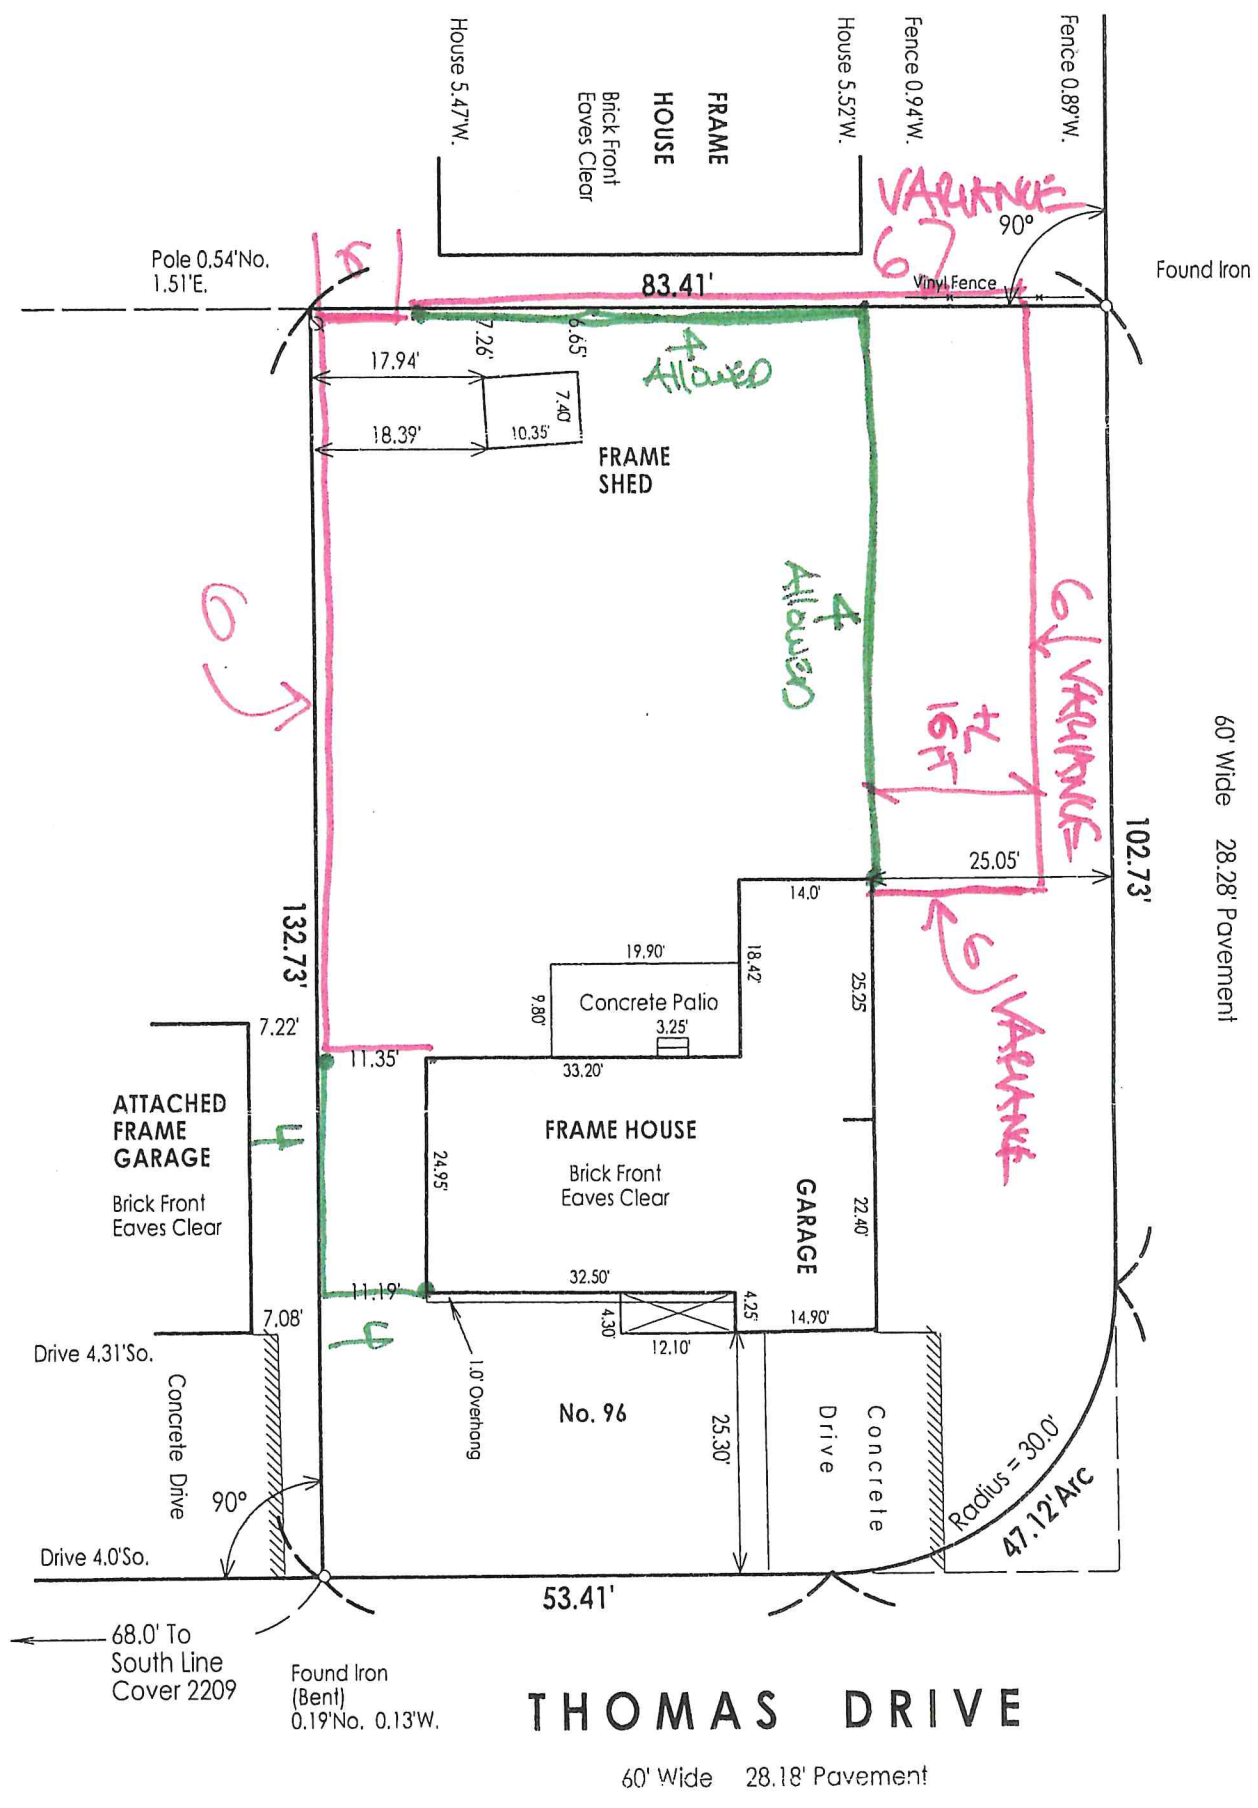 House 5.47'W.
FRAME
HOUSE
Brick Front
Eaves Clear
House 5.52'W.
Fence 0.94'W.
Fence 0.89'W.
VARIANCE
6
90°
Pole 0.54'No.
1.51'E.
83.41'
Vinyl Fence
Found Iron
7.26'
6.65'
4
Allowed
17.94'
7.40'
18.39'
10.35'
FRAME
SHED
4
Allowed
6
6 VARIANCE
±
16 FT
60' Wide 28.28' Pavement
102.73'
25.05'
14.0'
132.73'
19.90'
18.42'
25.25'
6 VARIANCE
9.80'
Concrete Patio
3.25'
7.22'
11.35'
33.20'
ATTACHED
FRAME
GARAGE
Brick Front
Eaves Clear
4
24.95'
FRAME HOUSE
Brick Front
Eaves Clear
GARAGE
22.40'
11.19'
32.50'
4.25'
7.08'
4
4.30'
14.90'
12.10'
Drive 4.31'So.
Concrete Drive
1.0' Overhang
No. 96
25.30'
Concrete
Drive
Radius = 30.0'
47.12' Arc
90°
Drive 4.0'So.
53.41'
68.0' To
South Line
Cover 2209
Found Iron
(Bent)
0.19'No. 0.13'W.
THOMAS DRIVE
60' Wide 28.18' Pavement